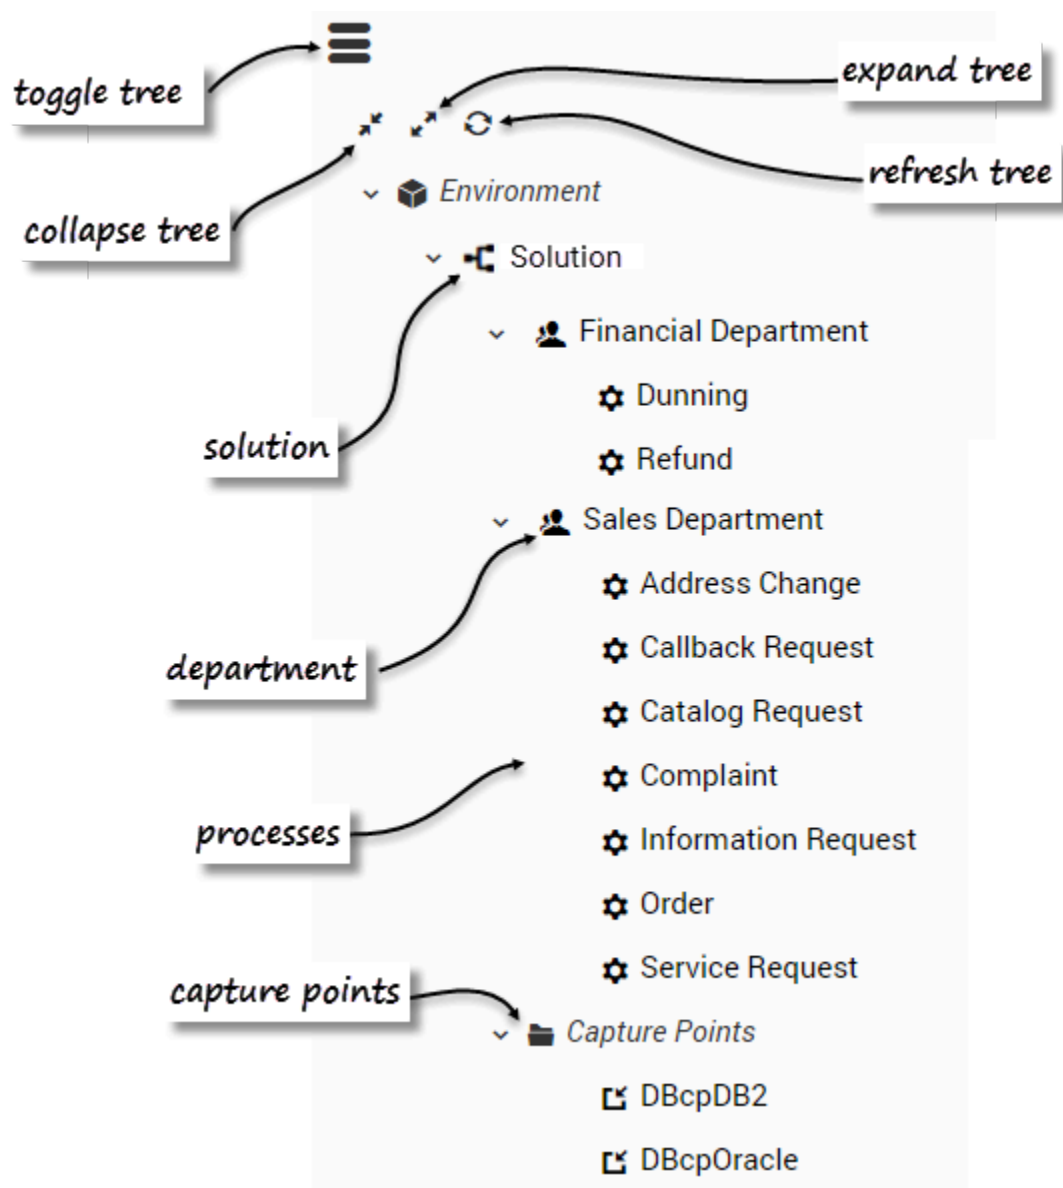 toggle tree
expand tree
refresh tree
Environment
collapse tree
Solution
Financial Department
Dunning
solution
Refund
Sales Department
Address Change
Callback Request
department
Catalog Request
Complaint
processes
Information Request
Order
Service Request
capture points
Capture Points
DBcpDB2
DBcpOracle